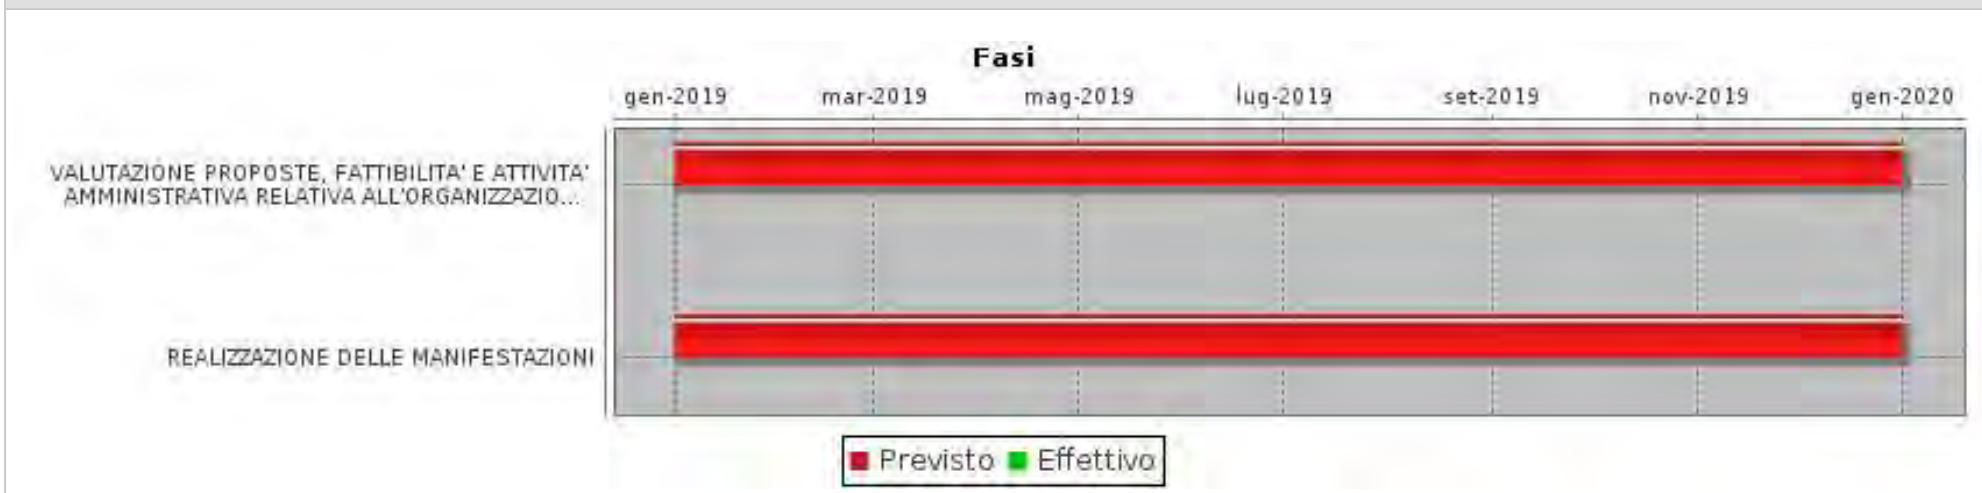 Fasi
gen-2019 mar-2019 mag-2019 lug-2019 set-2019 nov-2019 gen-2020
VALUTAZIONE PROPOSTE, FATTIBILITA' E ATTIVITA'
AMMINISTRATIVA RELATIVA ALL'ORGANIZZAZIO...
REALIZZAZIONE DELLE MANIFESTAZIONI
Previsto Effettivo